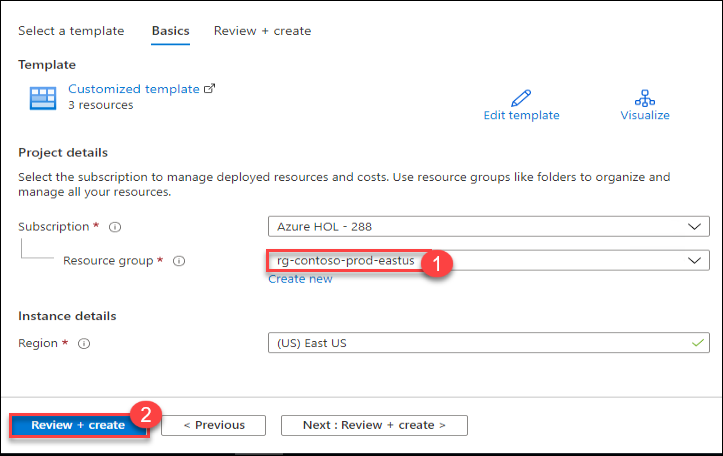 Select a template Basics Review + create
Template
Customized template
3 resources
Edit template Visualize
Project details
Select the subscription to manage deployed resources and costs. Use resource groups like folders to organize and
manage all your resources.
Subscription * Azure HOL - 288
Resource group * rg-contoso-prod-eastus 1
Create new
Instance details
Region * (US) East US
2
Review + create < Previous Next : Review + create >